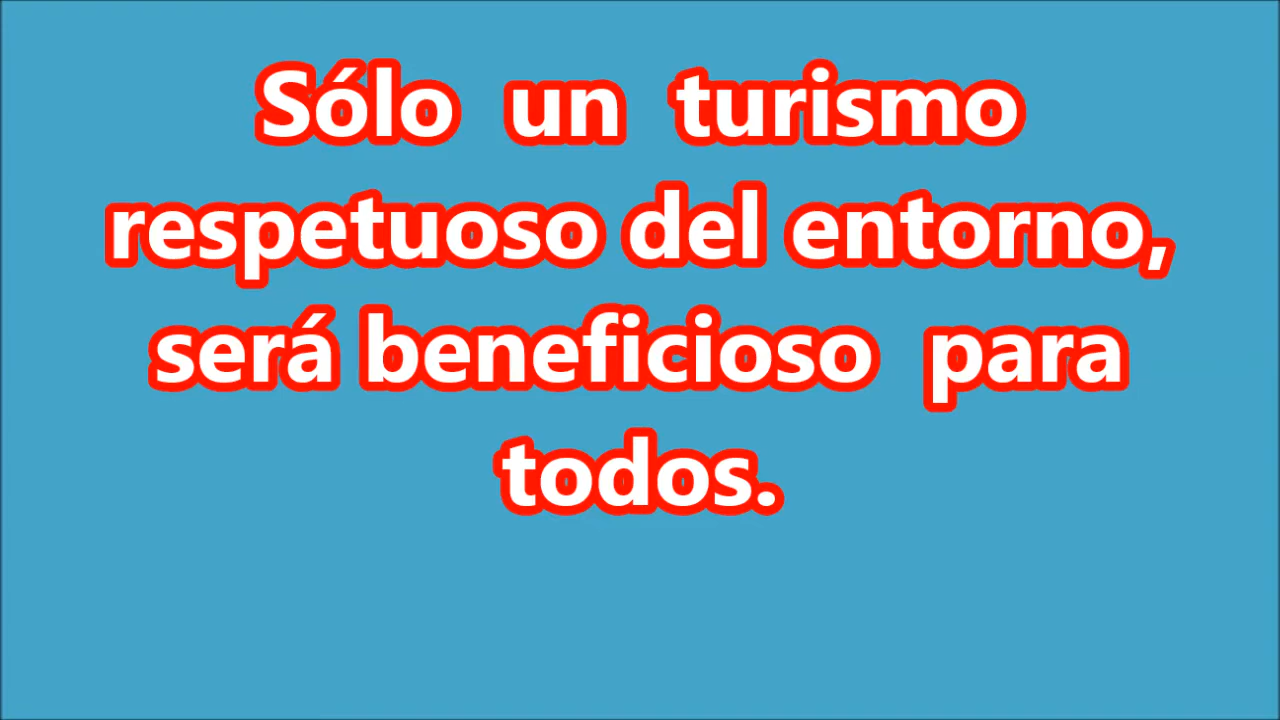 Sólo un turismo
respetuoso del entorno,
será beneficioso para
todos.